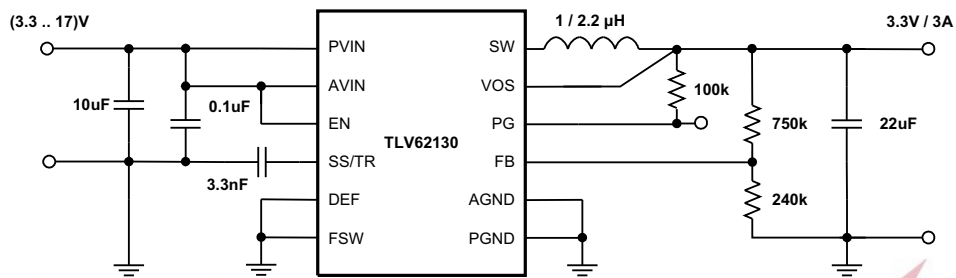 (3.3 .. 17)V
1 / 2.2 µH
3.3V / 3A
PVIN
SW
AVIN
VOS
10uF
0.1uF
100k
EN
PG
TLV62130
750k
22uF
SS/TR
FB
3.3nF
DEF
AGND
240k
FSW
PGND